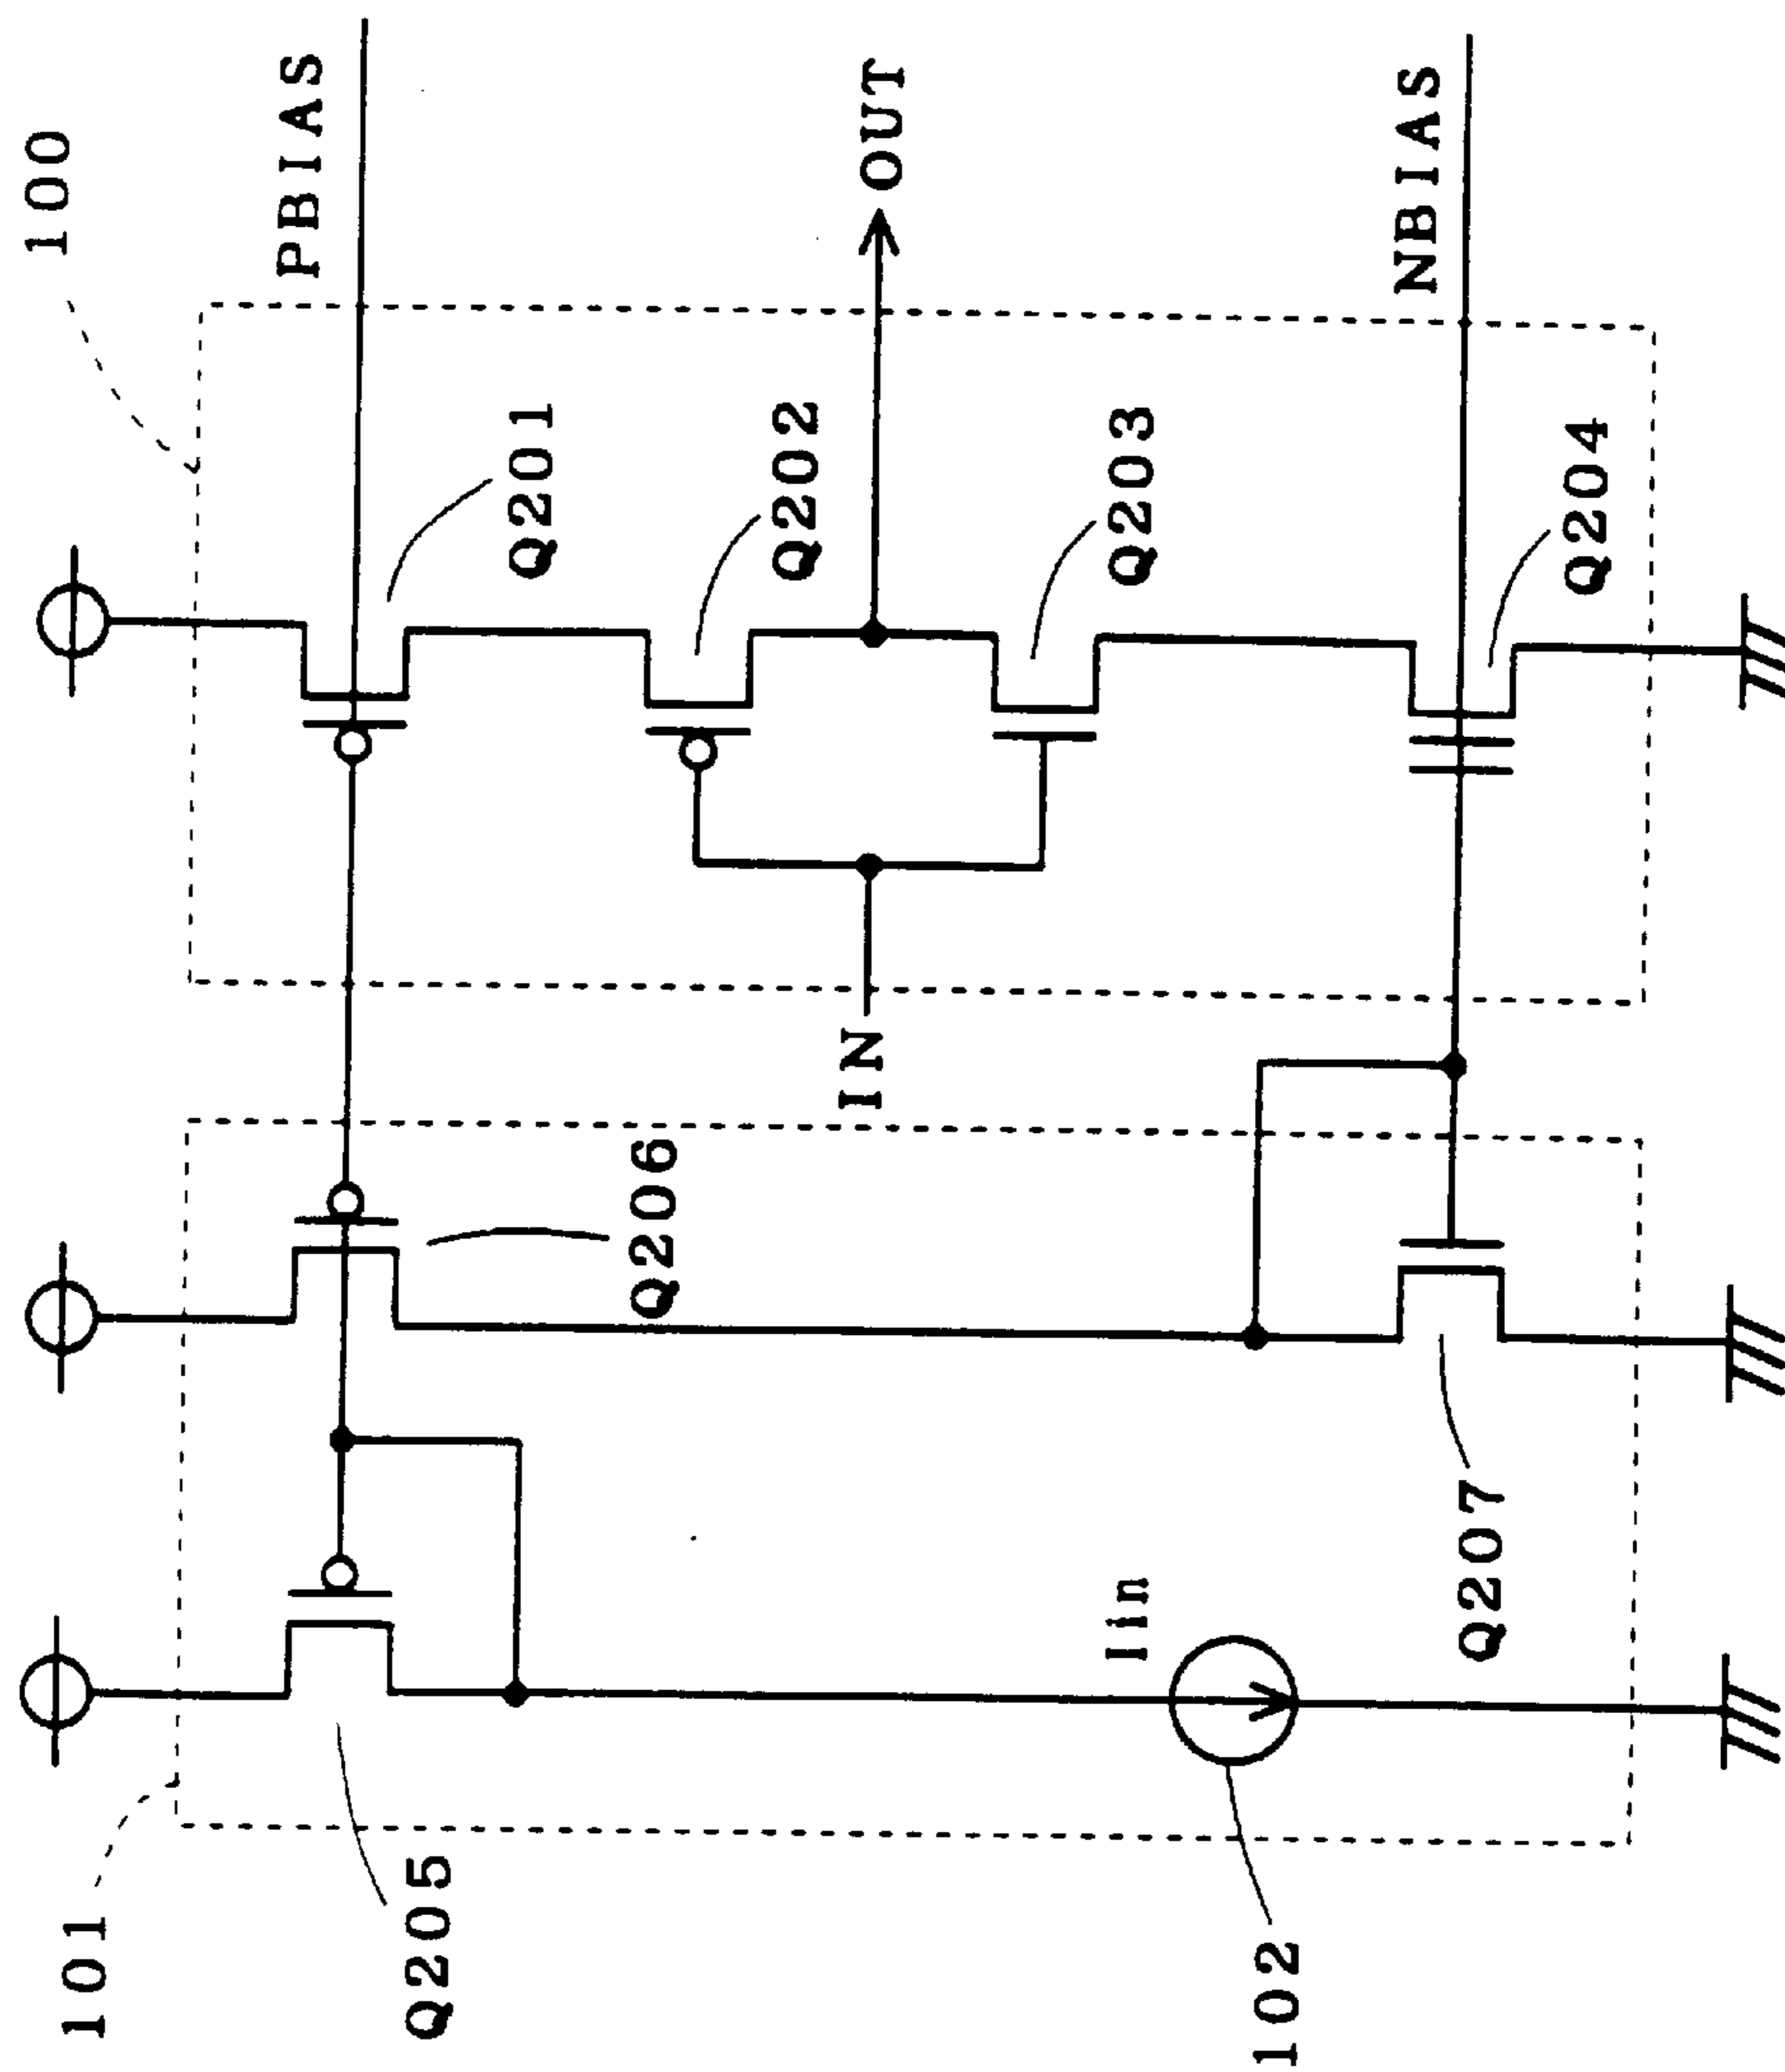 100
PBIAS
OUT
NBIAS
Q201
Q202
Q203
Q204
IN
Q206
Q207
Iin
101
Q205
102